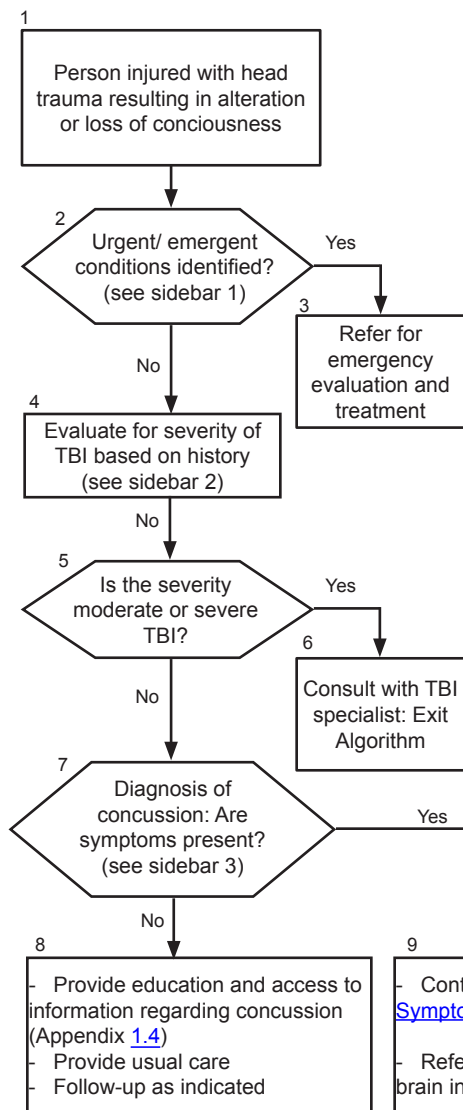 1
Person injured with head
trauma resulting in alteration
or loss of conciousness
2
Urgent/ emergent
conditions identified?
(see sidebar 1)
Yes
3
Refer for
emergency
evaluation and
treatment
No
4
Evaluate for severity of
TBI based on history
(see sidebar 2)
No
5
Is the severity
moderate or severe
TBI?
Yes
6
Consult with TBI
specialist: Exit
Algorithm
No
7
Diagnosis of
concussion: Are
symptoms present?
(see sidebar 3)
Yes
No
8
- Provide education and access to
information regarding concussion
(Appendix 1.4)
- Provide usual care
- Follow-up as indicated
9
-
-
brain